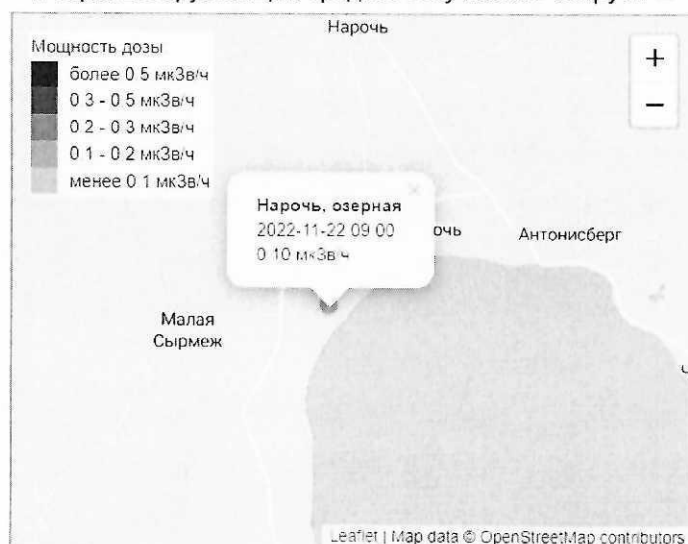 Нарочь
Мощность дозы
более 0 5 мкЗв/ч
0 3 - 0 5 мкЗв/ч
0 2 - 0 3 мкЗв/ч
0 1 - 0 2 мкЗв/ч
менее 0 1 мкЗв/ч
+
−
×
Нарочь, озерная
2022-11-22 09 00
0 10 мкЗв ч
очь
Антонисберг
Малая
Сырмеж
Leaflet | Map data © OpenStreetMap contributors